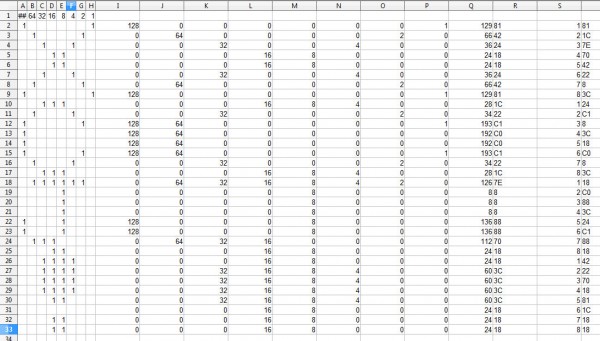 A B C D E F G H I J K L M N O P Q R S
1 ## 64 32 16 8 4 2 1
2 1 1 128 0 0 0 0 0 0 1 129 81 1 81
3 1 1 0 64 0 0 0 0 2 0 66 42 2 1C
4 1 1 0 0 32 0 0 4 0 0 36 24 3 7E
5 1 1 0 0 0 16 8 0 0 0 24 18 4 70
6 1 1 0 0 0 16 8 0 0 0 24 18 5 42
7 1 1 0 0 32 0 0 4 0 0 36 24 6 22
8 1 1 0 64 0 0 0 0 2 0 66 42 7 8
9 1 1 128 0 0 0 0 0 0 1 129 81 8 3C
10 1 1 1 0 0 0 16 8 4 0 0 28 1C 1 24
11 1 1 0 0 32 0 0 0 2 0 34 22 2 C1
12 1 1 128 64 0 0 0 0 0 1 193 C1 3 8
13 1 128 64 0 0 0 0 0 0 192 C0 4 3C
14 1 128 64 0 0 0 0 0 0 192 C0 5 18
15 1 1 128 64 0 0 0 0 0 1 193 C1 6 C0
16 1 1 0 0 32 0 0 0 2 0 34 22 7 8
17 1 1 1 0 0 0 16 8 4 0 0 28 1C 8 3C
18 1 1 1 1 1 1 0 64 32 16 8 4 2 0 126 7E 1 18
19 1 0 0 0 0 8 0 0 0 8 8 2 C0
20 1 0 0 0 0 8 0 0 0 8 8 3 88
21 1 0 0 0 0 8 0 0 0 8 8 4 3C
22 1 1 128 0 0 0 8 0 0 0 136 88 5 24
23 1 1 128 0 0 0 8 0 0 0 136 88 6 C1
24 1 1 1 0 64 32 16 0 0 0 0 112 70 7 88
25 1 1 0 0 0 16 8 0 0 0 24 18 8 18
26 1 1 1 1 0 0 0 16 8 0 0 0 24 18 1 42
27 1 1 1 1 0 0 32 16 8 4 0 0 60 3C 2 22
28 1 1 1 1 0 0 32 16 8 4 0 0 60 3C 3 70
29 1 1 1 1 0 0 32 16 8 4 0 0 60 3C 4 18
30 1 1 0 0 32 16 8 4 0 0 60 3C 5 81
31 0 0 0 16 8 0 0 0 24 18 6 1C
32 1 1 0 0 0 16 8 0 0 0 24 18 7 18
33 1 1 0 0 0 16 8 0 0 0 24 18 8 18
34